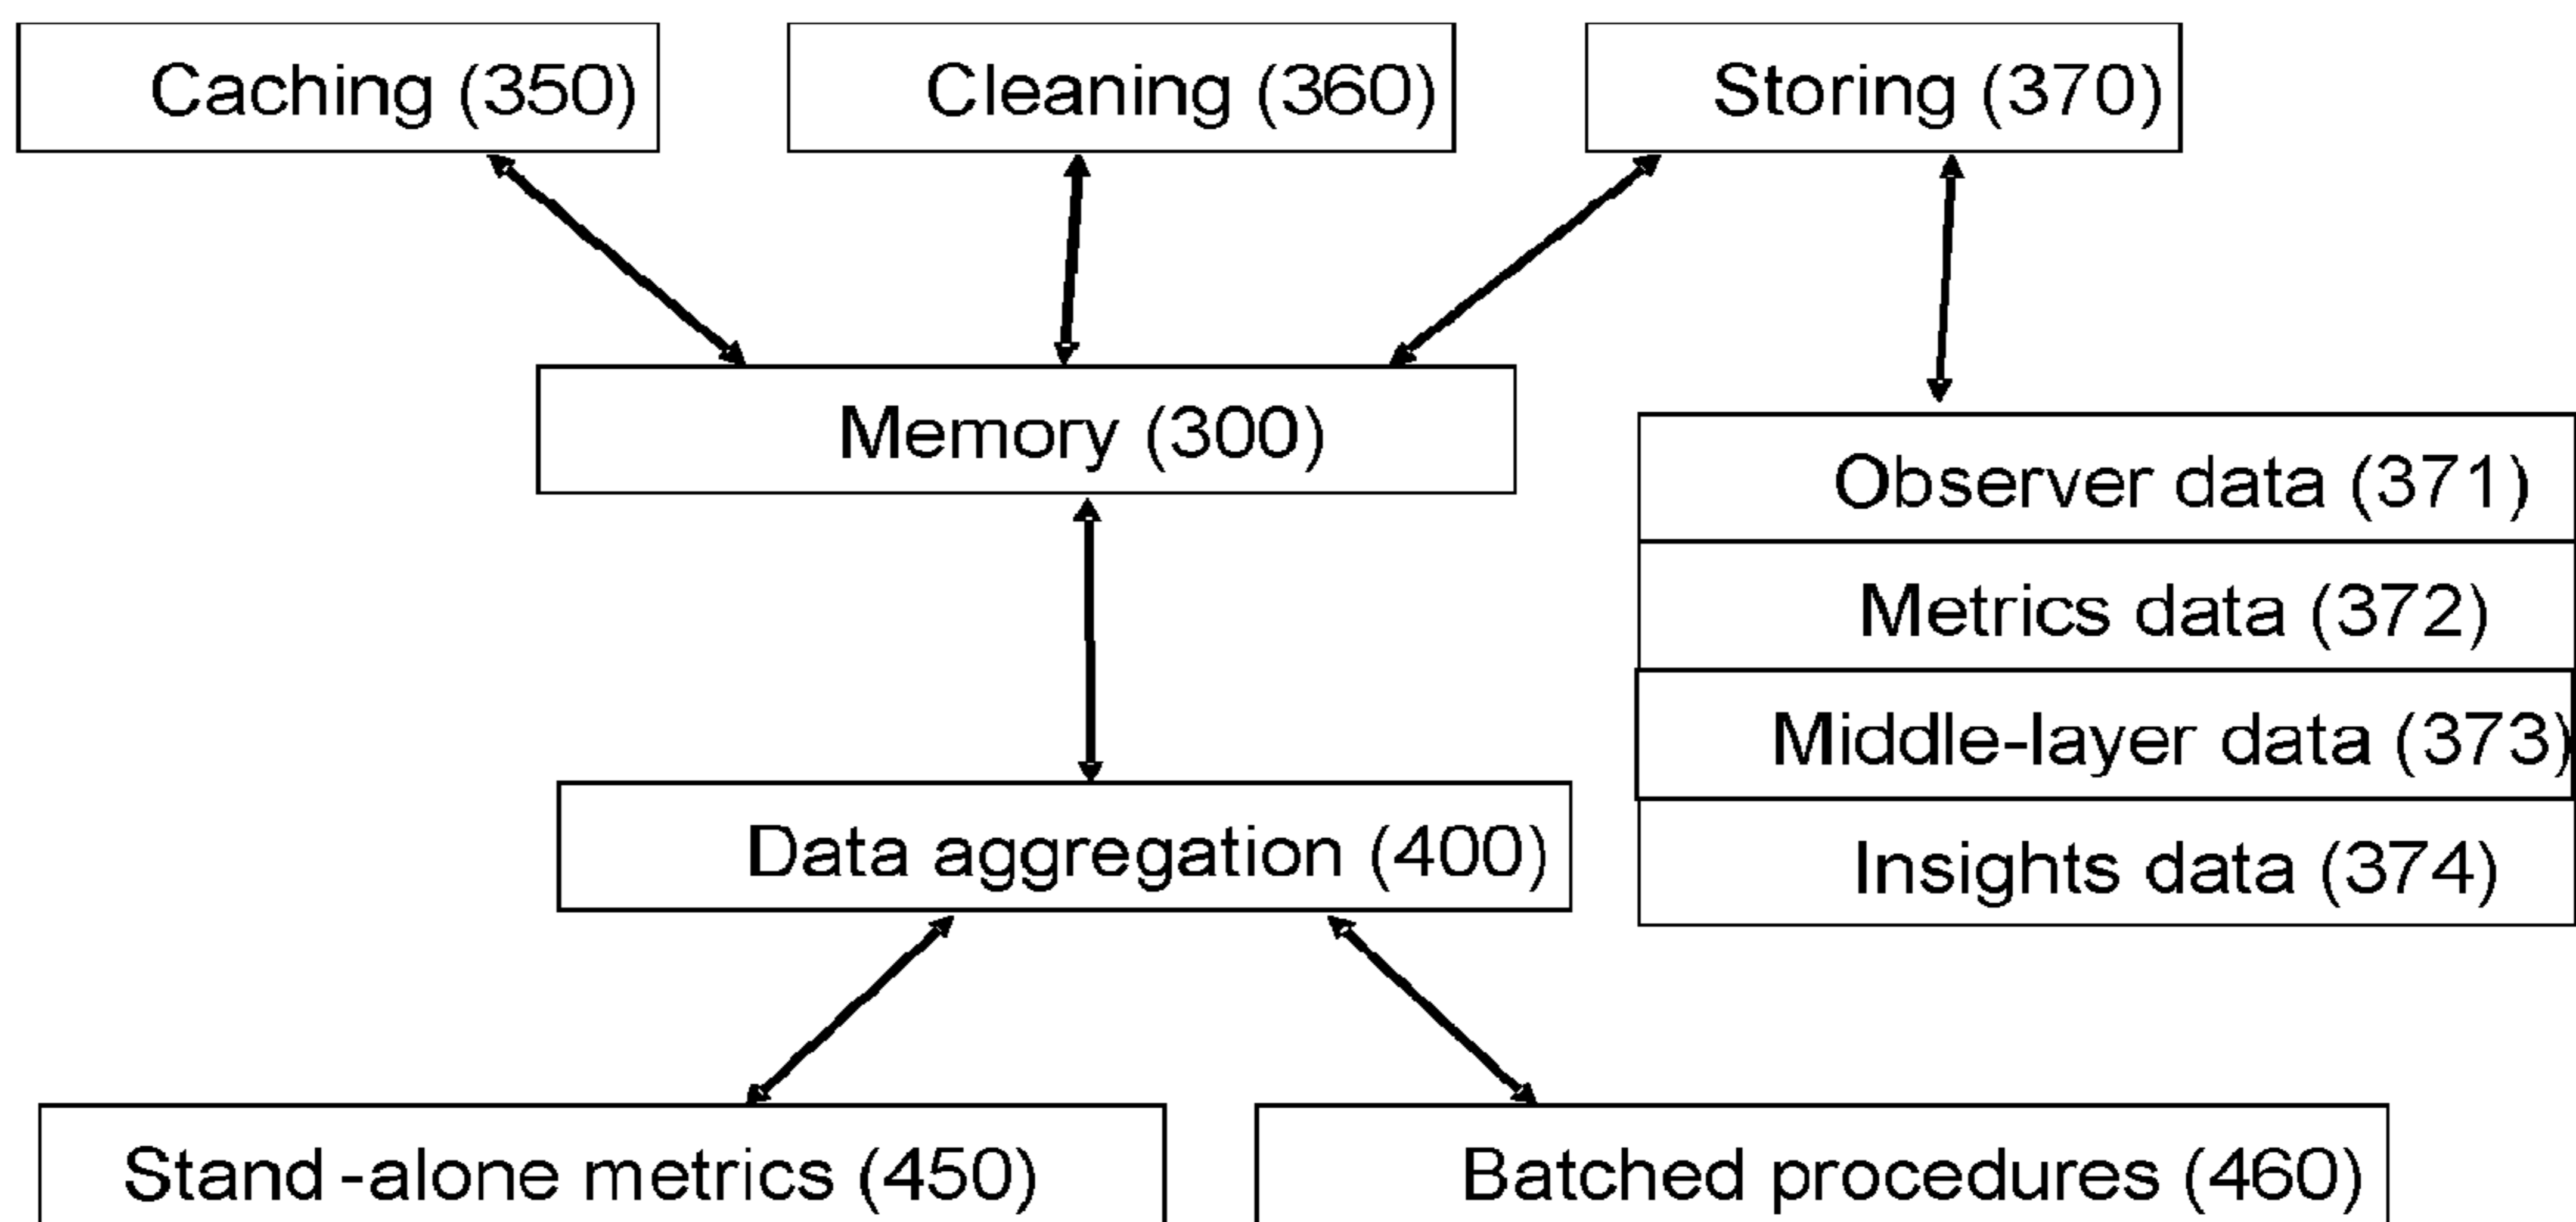 Caching (350)
Cleaning (360)
Storing (370)
Memory (300)
Observer data (371)
Metrics data (372)
Middle-layer data (373)
Insights data (374)
Data aggregation (400)
Stand-alone metrics (450)
Batched procedures (460)